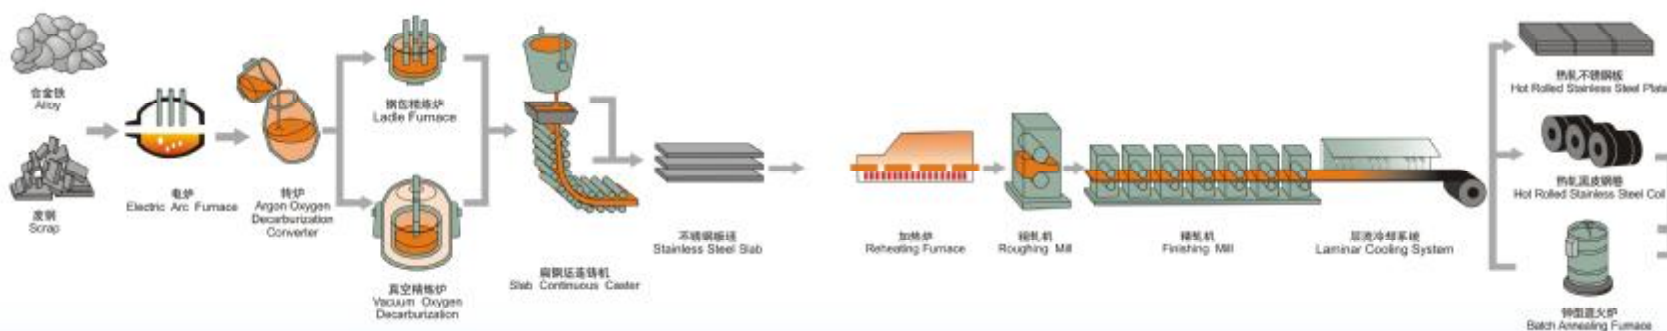 合金铁
Alloy
废钢
Scrap
电炉
Electric Arc Furnace
转炉
Argon Oxygen
Decarburization
Converter
钢包精炼炉
Ladle Furnace
真空精炼炉
Vacuum Oxygen
Decarburization
扁钢坯连铸机
Slab Continuous Caster
不锈钢板坯
Stainless Steel Slab
加热炉
Reheating Furnace
粗轧机
Roughing Mill
精轧机
Finishing Mill
层流冷却系统
Laminar Cooling System
热轧不锈钢板
Hot Rolled Stainless Steel Plate
热轧黑皮钢卷
Hot Rolled Stainless Steel Coil
钟型退火炉
Batch Annealing Furnace